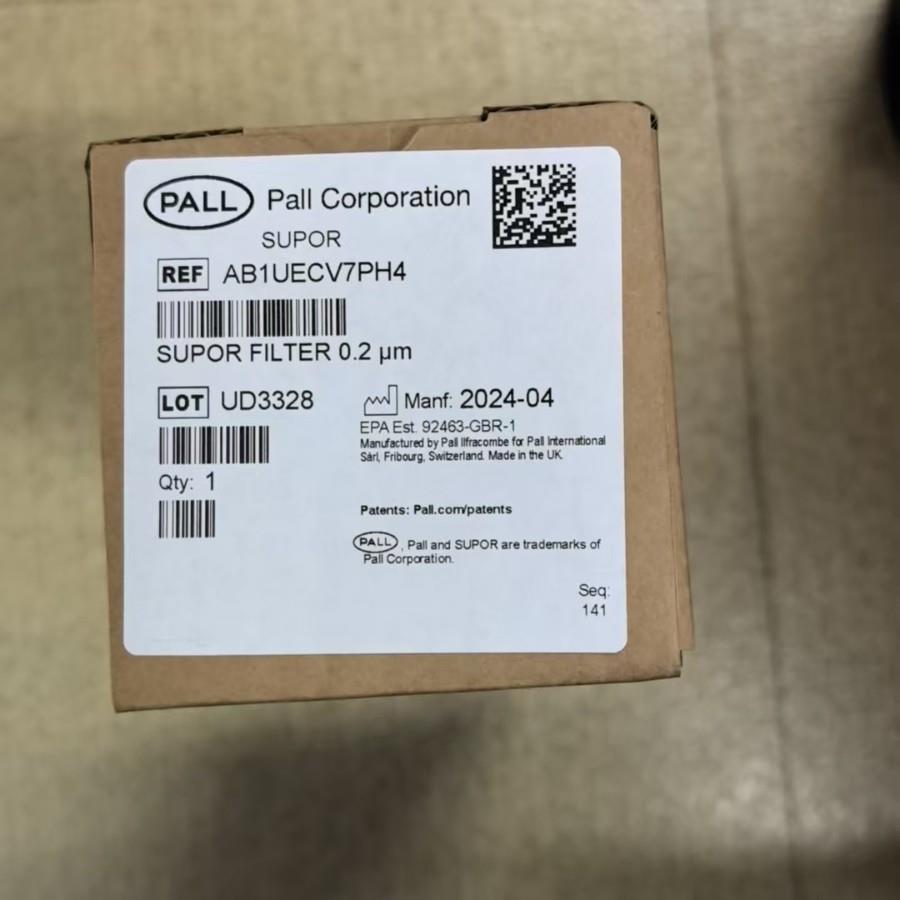 PALL Pall Corporation
SUPOR
REF AB1UECV7PH4
SUPOR FILTER 0.2 µm
LOT UD3328
Manf: 2024-04
EPA Est. 92463-GBR-1
Manufactured by Pall Ilfracombe for Pall International
Sàrl, Fribourg, Switzerland. Made in the UK.
Qty: 1
Patents: Pall.com/patents
PALL , Pall and SUPOR are trademarks of
Pall Corporation.
Seq:
141